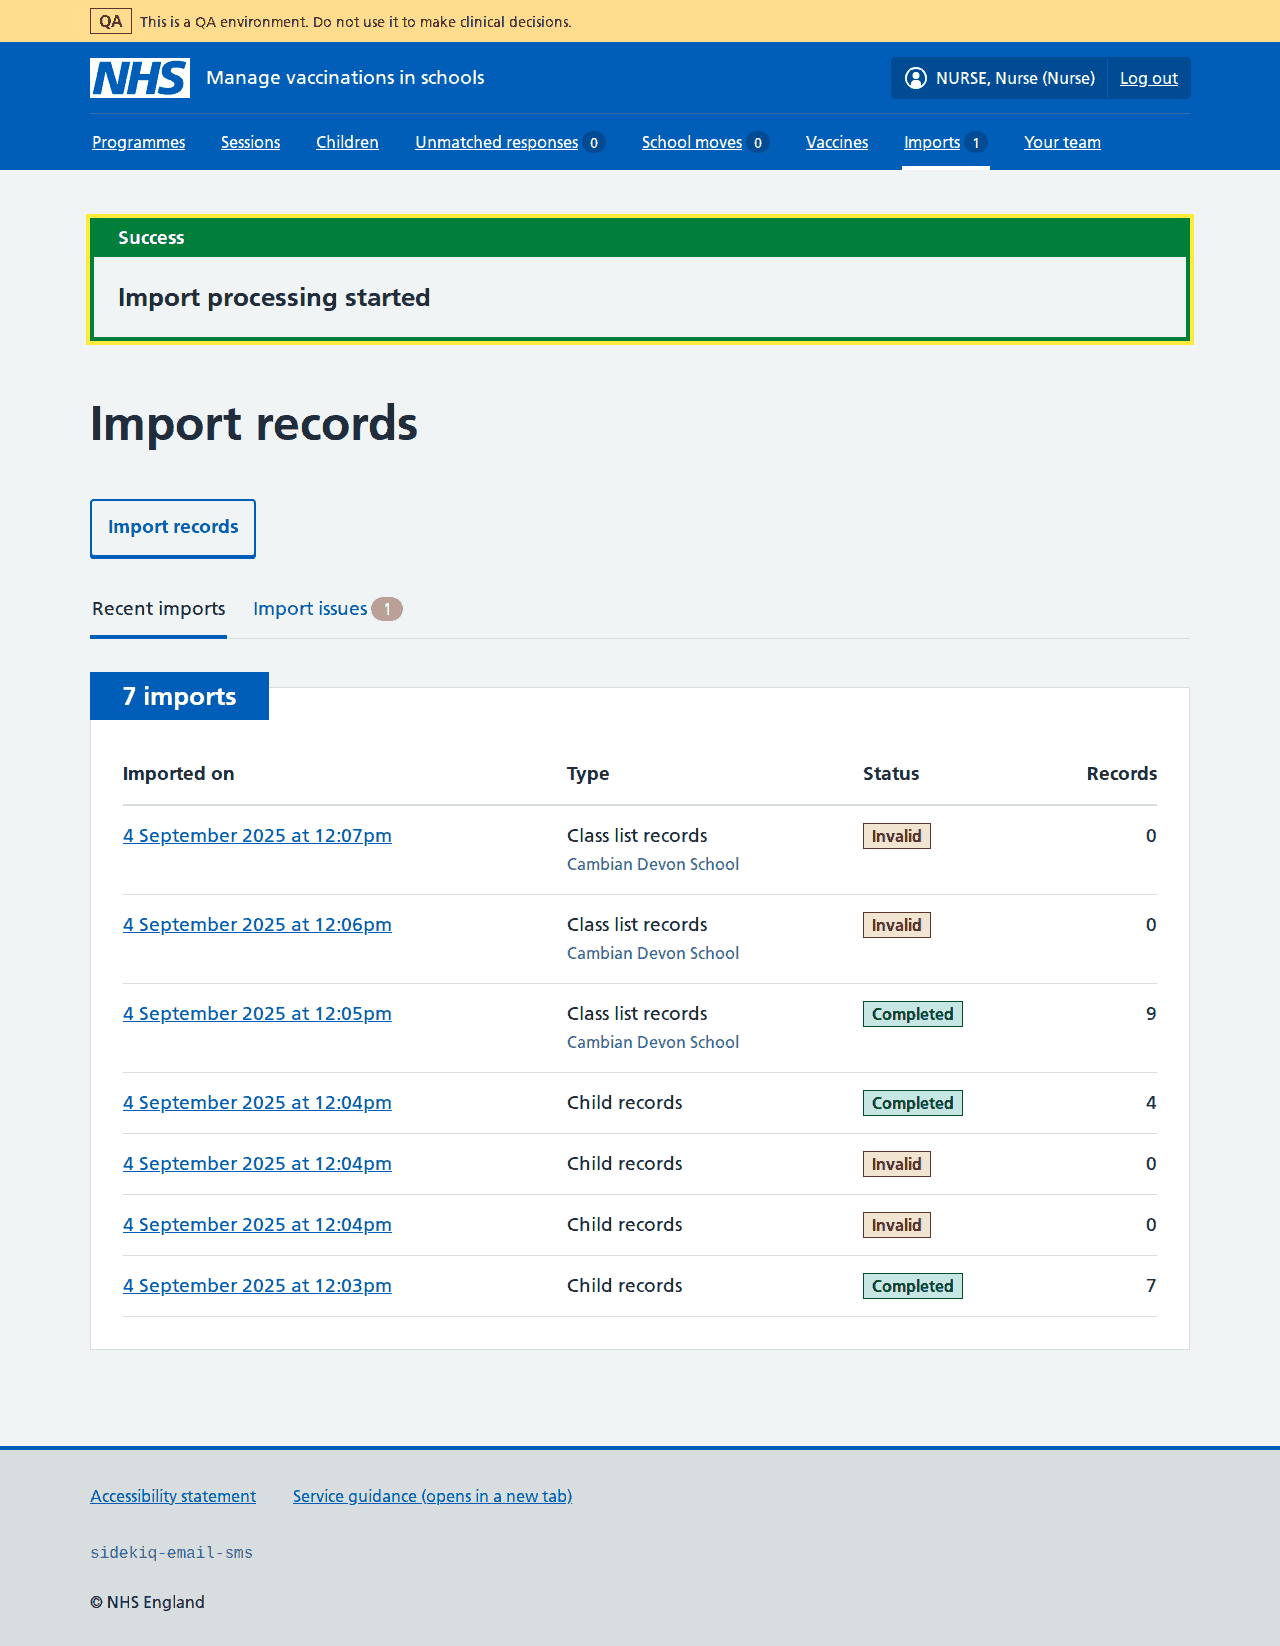 QA This is a QA environment. Do not use it to make clinical decisions.
NHS Manage vaccinations in schools NURSE, Nurse (Nurse) Log out
Programmes Sessions Children Unmatched responses 0 School moves 0 Vaccines Imports 1 Your team
Success
Import processing started
Import records
Import records
Recent imports Import issues 1
7 imports
Imported on Type Status Records
4 September 2025 at 12:07pm Class list records Invalid 0
Cambian Devon School
4 September 2025 at 12:06pm Class list records Invalid 0
Cambian Devon School
4 September 2025 at 12:05pm Class list records Completed 9
Cambian Devon School
4 September 2025 at 12:04pm Child records Completed 4
4 September 2025 at 12:04pm Child records Invalid 0
4 September 2025 at 12:04pm Child records Invalid 0
4 September 2025 at 12:03pm Child records Completed 7
Accessibility statement Service guidance (opens in a new tab)
sidekiq-email-sms
© NHS England